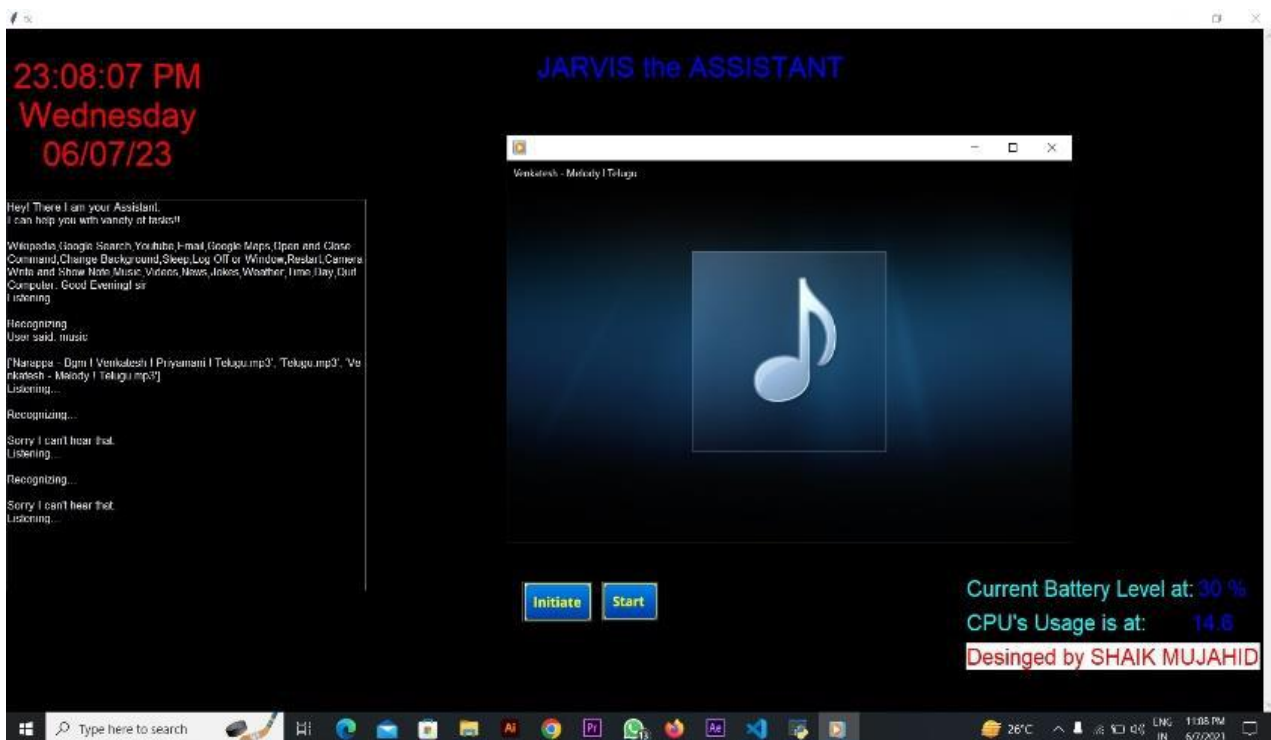 tk
23:08:07 PM
Wednesday
06/07/23
JARVIS the ASSISTANT
Hey! There I am your Assistant.
I can help you with variety of tasks!!
Wikipedia,Google Search,Youtube,Email,Google Maps,Open and Close
Command,Change Background,Sleep,Log Off or Window,Restart,Camera
Write and Show Note,Music,Videos,News,Jokes,Weather,Time,Day,Quit
Computer. Good Evening! sir
Listening...
Recognizing...
User said: music
['Narappa - Bgm I Venkatesh I Priyamani I Telugu.mp3', 'Telugu.mp3', 'Ve
nkatesh - Melody I Telugu.mp3']
Listening...
Recognizing...
Sorry I can't hear that.
Listening...
Recognizing...
Sorry I can't hear that.
Listening...
Venkatesh - Melody I Telugu
Initiate
Start
Current Battery Level at: 30 %
CPU's Usage is at: 14.6
Desinged by SHAIK MUJAHID
Type here to search
Ai
Pr
13
Ae
26°C
ENG
IN
11:08 PM
6/7/2021